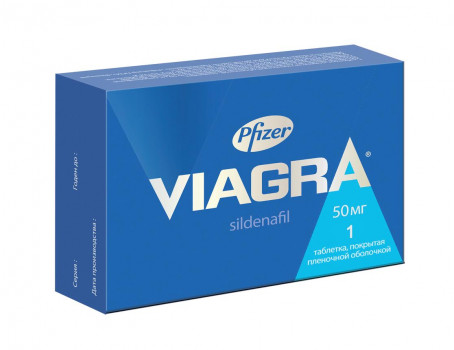 Pfizer
VIAGRA®
sildenafil
50 мг
1
таблетка, покрытая
пленочной оболочкой
Годен до :
Серия :
Дата производства :